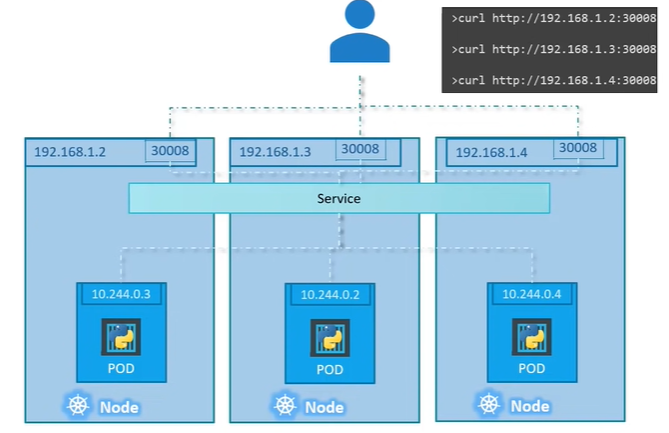 >curl http://192.168.1.2:30008
>curl http://192.168.1.3:30008
>curl http://192.168.1.4:30008
192.168.1.2
30008
192.168.1.3
30008
192.168.1.4
30008
Service
10.244.0.3
10.244.0.2
10.244.0.4
POD
POD
POD
Node
Node
Node